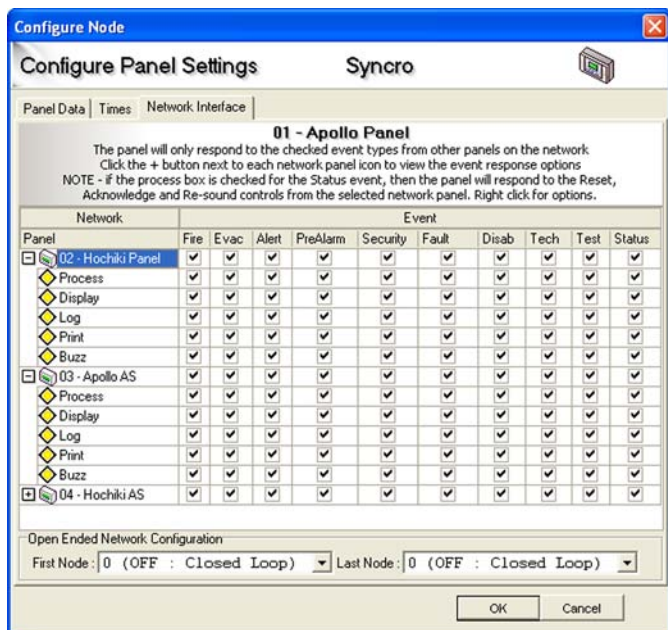 Configure Node
Configure Panel Settings Syncro
Panel Data Times Network Interface
01 - Apollo Panel
The panel will only respond to the checked event types from other panels on the network
Click the + button next to each network panel icon to view the event response options
NOTE - if the process box is checked for the Status event, then the panel will respond to the Reset,
Acknowledge and Re-sound controls from the selected network panel. Right click for options.
Network Event
Panel Fire Evac Alert PreAlarm Security Fault Disab Tech Test Status
02 - Hochiki Panel
Process
Display
Log
Print
Buzz
03 - Apollo AS
Process
Display
Log
Print
Buzz
04 - Hochiki AS
Open Ended Network Configuration
First Node : 0 (OFF : Closed Loop) Last Node : 0 (OFF : Closed Loop)
OK Cancel